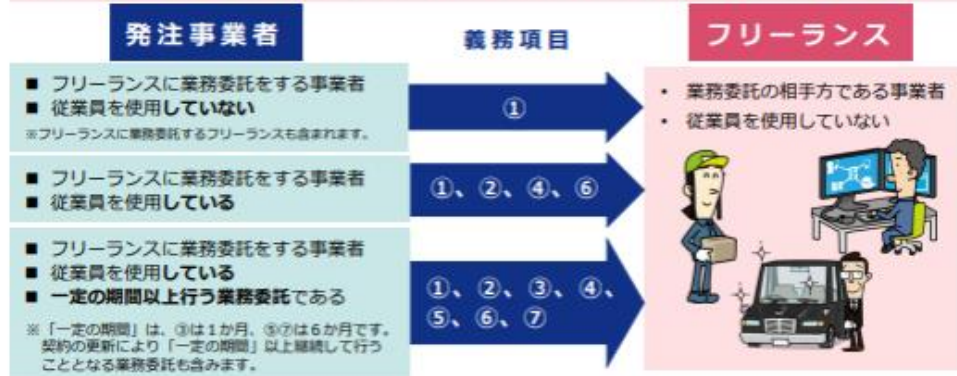 発注事業者
義務項目
フリーランス
■ フリーランスに業務委託をする事業者
■ 従業員を使用していない
※フリーランスに業務委託するフリーランスも含まれます。
①
・ 業務委託の相手方である事業者
・ 従業員を使用していない
■ フリーランスに業務委託をする事業者
■ 従業員を使用している
①、②、④、⑥
■ フリーランスに業務委託をする事業者
■ 従業員を使用している
■ 一定の期間以上行う業務委託である
※「一定の期間」は、③は1か月、⑤⑦は6か月です。
契約の更新により「一定の期間」以上継続して行う
こととなる業務委託も含みます。
①、②、③、④、
⑤、⑥、⑦